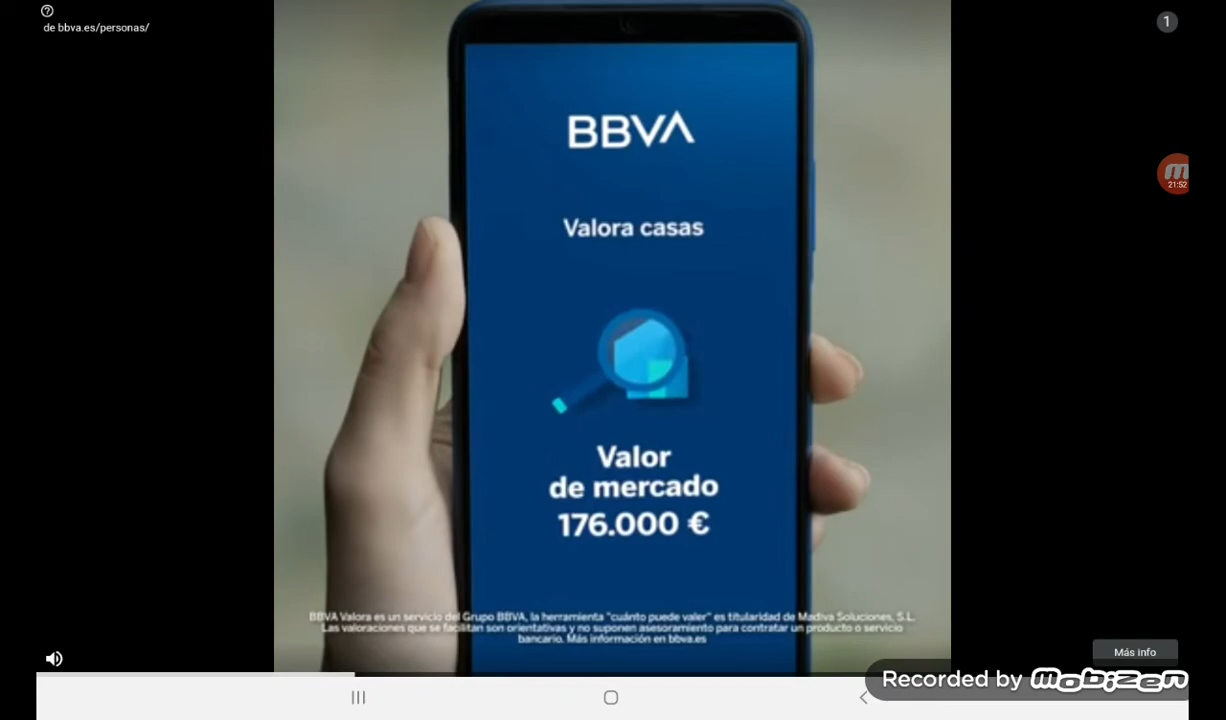 de bbva.es/personas/
1
BBVA
21:52
Valora casas
Valor
de mercado
176.000 €
BBVA Valora es un servicio del Grupo BBVA, la herramienta "cuánto puede valer" es titularidad de Madiva Soluciones, S.L.
Las valoraciones que se facilitan son orientativas y no suponen asesoramiento para contratar un producto o servicio
bancario. Más información en bbva.es
Más info
Recorded by mobizen